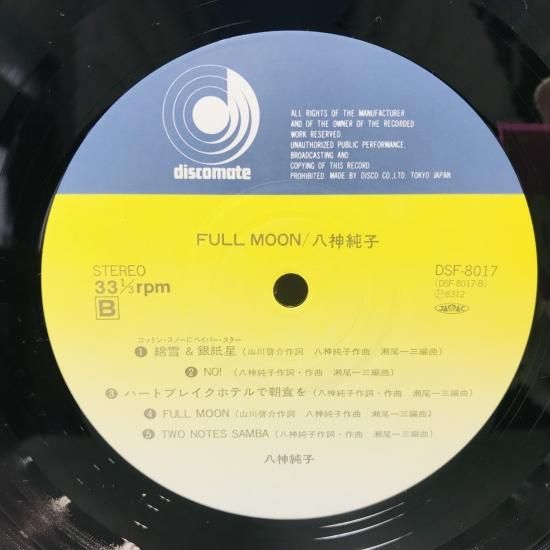 discomate
ALL RIGHTS OF THE MANUFACTURER
AND OF THE OWNER OF THE RECORDED
WORK RESERVED.
UNAUTHORIZED PUBLIC PERFORMANCE,
BROADCASTING AND
COPYING OF THIS RECORD
PROHIBITED. MADE BY DISCO CO.,LTD. TOKYO JAPAN
FULL MOON/八神純子
STEREO
33⅓rpm
B
DSF-8017
(DSF-8017-B)
Ⓟ8312
JASRAC
コットン・スノーにペイパー・スター
❶ 綿雪 & 銀紙星 (山川啓介作詞 八神純子作曲 瀬尾一三編曲)
❷ NO! (八神純子作詞・作曲 瀬尾一三編曲)
❸ ハートブレイクホテルで朝食を (八神純子作詞・作曲 瀬尾一三編曲)
❹ FULL MOON (山川啓介作詞 八神純子作曲 瀬尾一三編曲)
❺ TWO NOTES SAMBA (八神純子作詞・作曲 瀬尾一三編曲)
八神純子